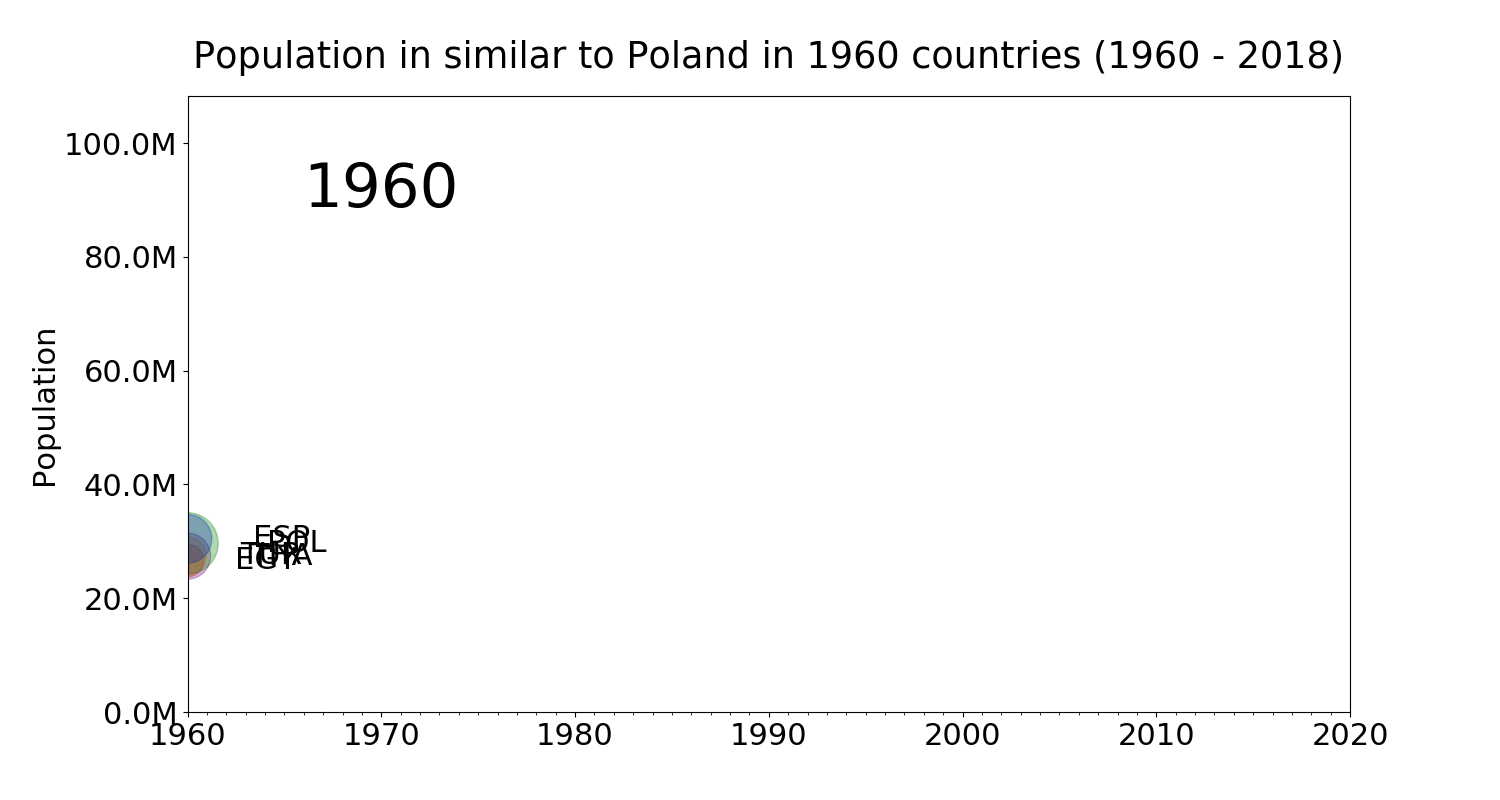 Population in similar to Poland in 1960 countries (1960 - 2018)
100.0M
1960
80.0M
60.0M
Population
40.0M
ESP
POL
EGY
20.0M
0.0M
1960 1970 1980 1990 2000 2010 2020